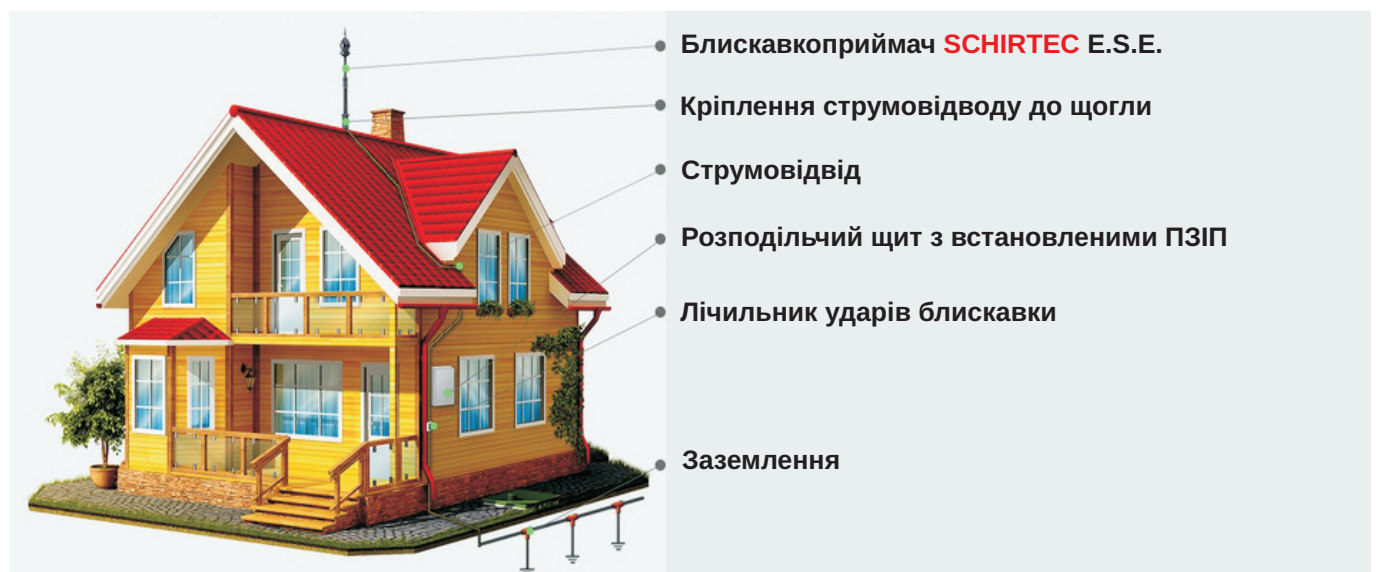 Блискавкоприймач SCHIRTEC E.S.E.
Кріплення струмовідводу до щогли
Струмовідвід
Розподільчий щит з встановленими ПЗІП
Лічильник ударів блискавки
Заземлення